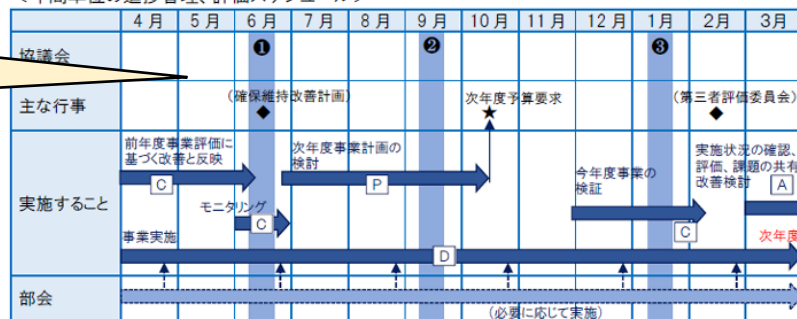 4月 5月 6月 7月 8月 9月 10月 11月 12月 1月 2月 3月
協議会 ❶ ❷ ❸
主な行事
(確保維持改善計画)
◆
次年度予算要求
★
(第三者評価委員会)
◆
実施すること
前年度事業評価に
基づく改善と反映
C
次年度事業計画の
検討
P
今年度事業の
検証
C
実施状況の確認、
評価、課題の共有
改善検討
A
モニタリング
C
事業実施
D
次年度
部会
(必要に応じて実施)